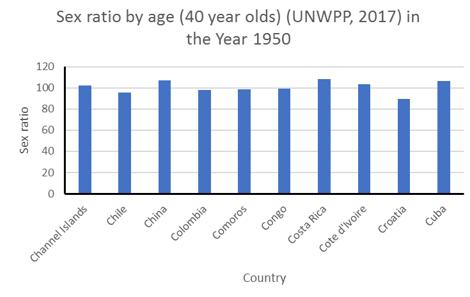 Sex ratio by age (40 year olds) (UNWPP, 2017) in
the Year 1950
120
100
80
60
40
20
0
Sex ratio
Channel Islands
Chile
China
Colombia
Comoros
Congo
Costa Rica
Cote d'Ivoire
Croatia
Cuba
Country